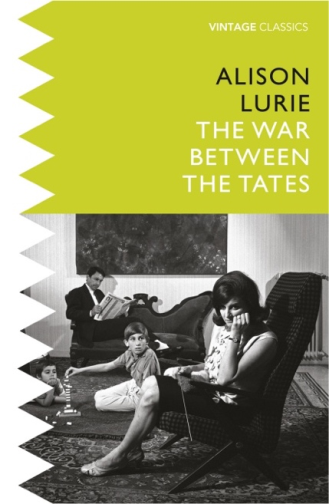 VINTAGE CLASSICS
ALISON
LURIE
THE WAR
BETWEEN
THE TATES